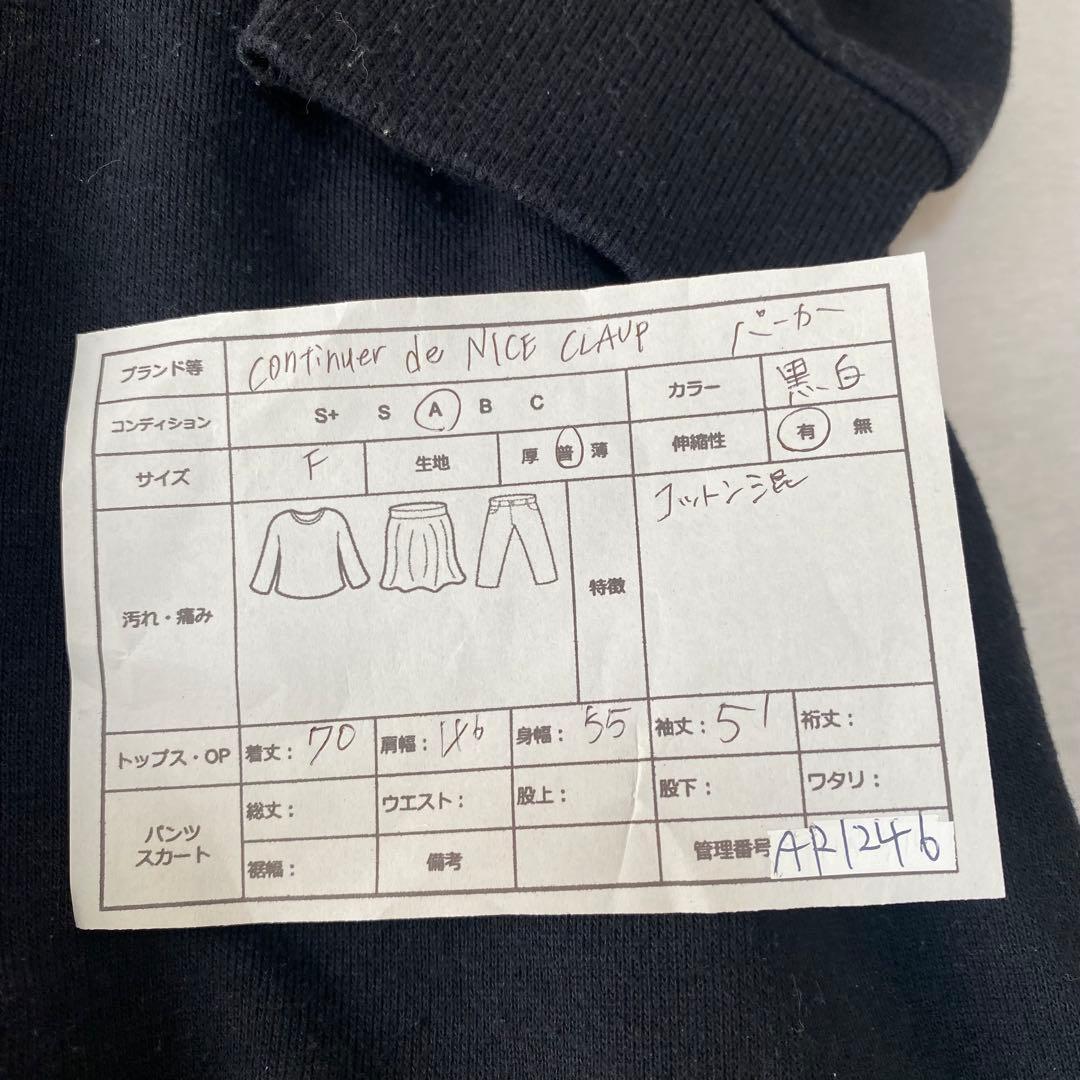 ブランド等 continuer de NICE CLAUP パーカー
コンディション S+ S A B C カラー 黒、白
サイズ F 生地 厚 普 薄 伸縮性 有 無
汚れ・痛み 特徴 コットン混
トップス・OP 着丈： 70 肩幅： 46 身幅： 55 袖丈： 51 裄丈：
パンツ
スカート
総丈： ウエスト： 股上： 股下： ワタリ：
裾幅： 備考 管理番号 AR1246